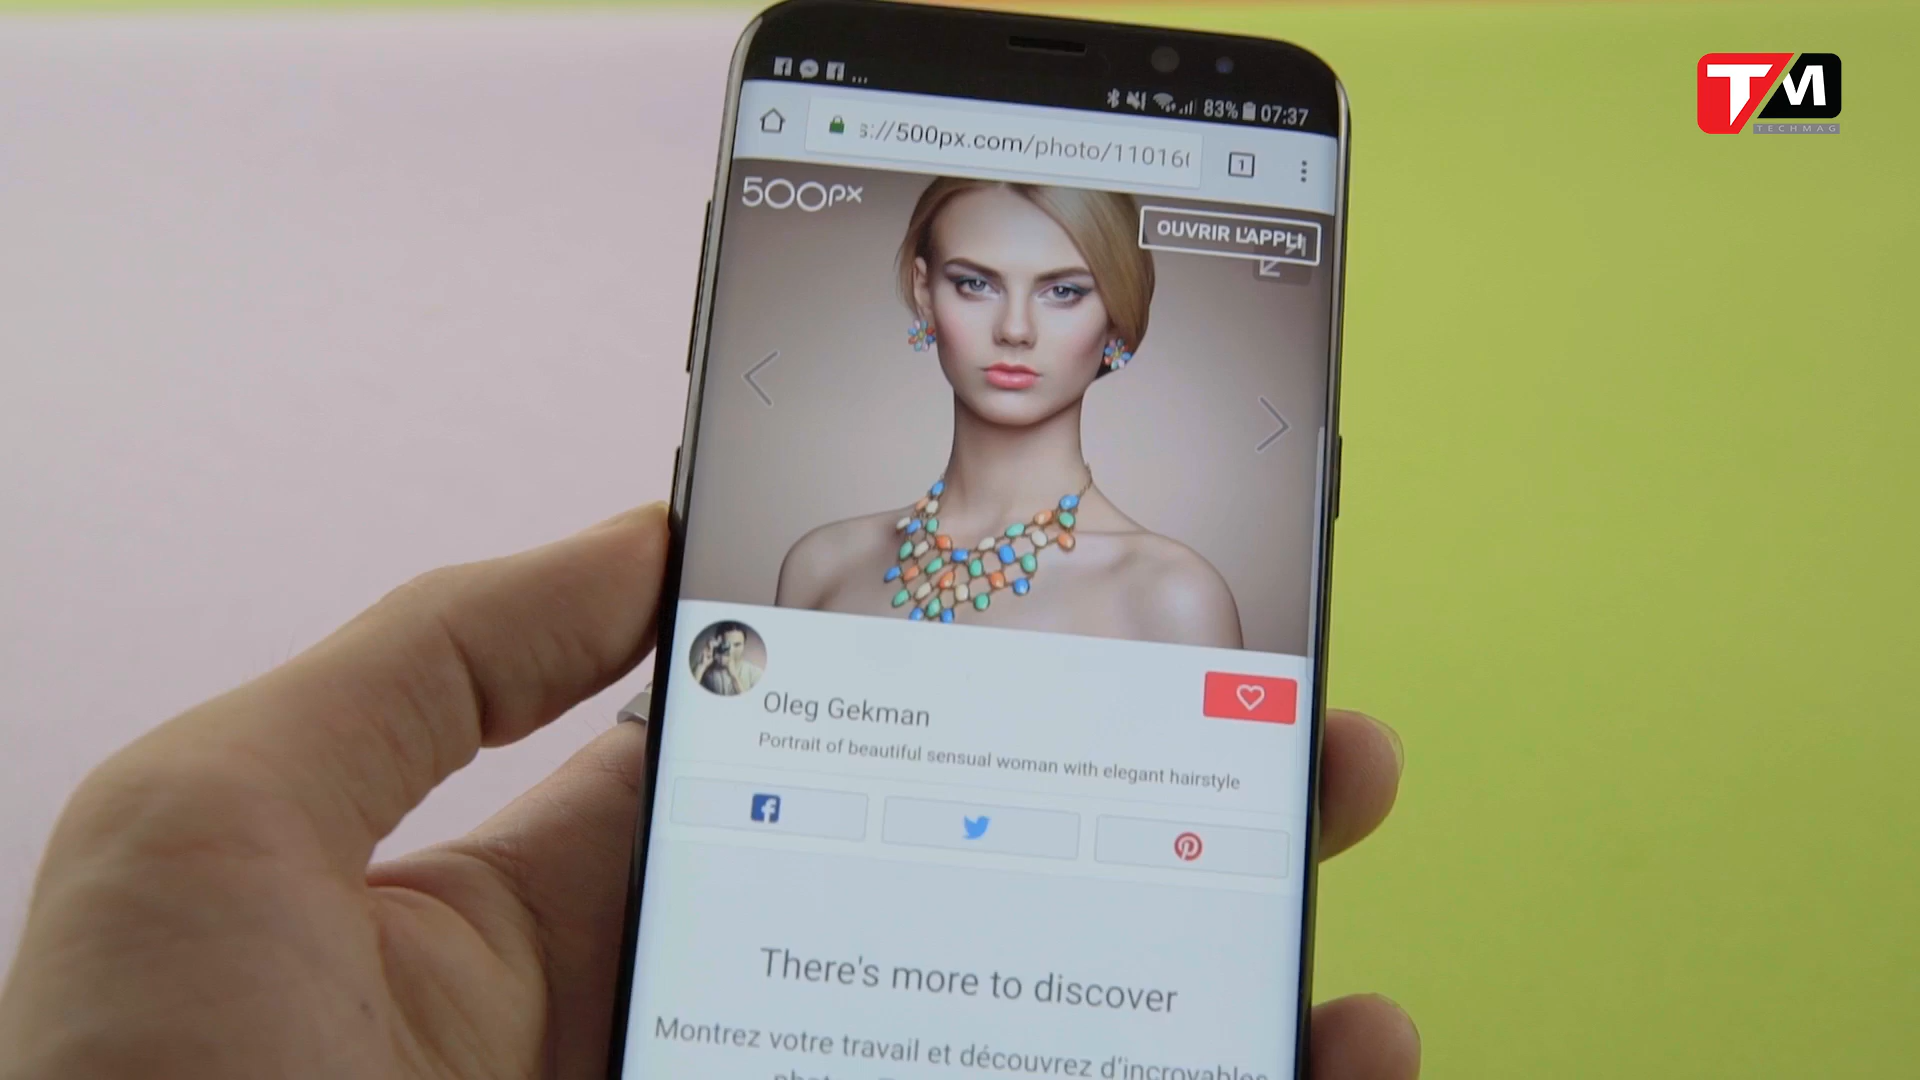 TM
TECHMAG
83% 07:37
s://500px.com/photo/11016
1
500px
OUVRIR L'APPLI
Oleg Gekman
Portrait of beautiful sensual woman with elegant hairstyle
There's more to discover
Montrez votre travail et découvrez d'incroyables